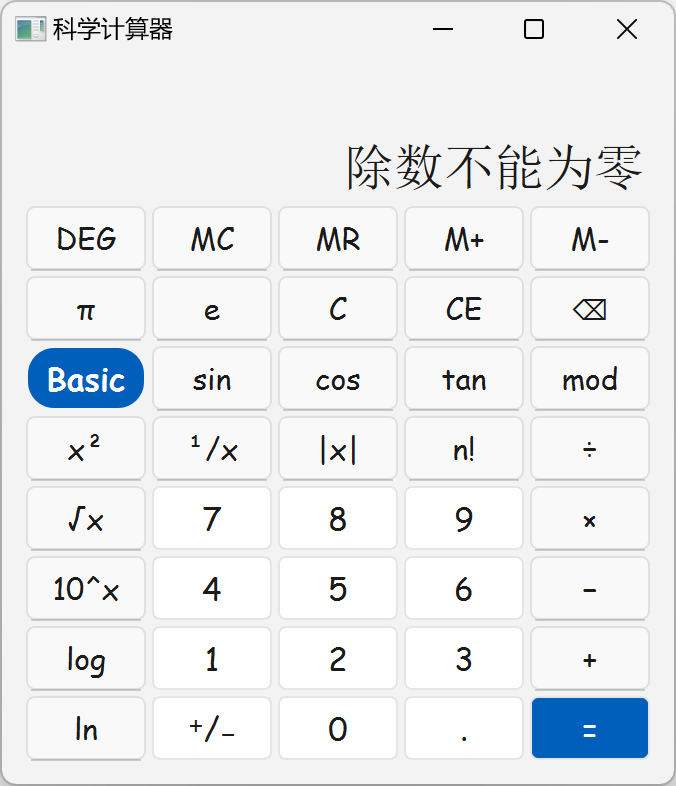 科学计算器
除数不能为零
DEG MC MR M+ M-
π e C CE ⌫
Basic sin cos tan mod
x² ¹/x |x| n! ÷
√x 7 8 9 ×
10^x 4 5 6 −
log 1 2 3 +
ln ⁺/₋ 0 . =